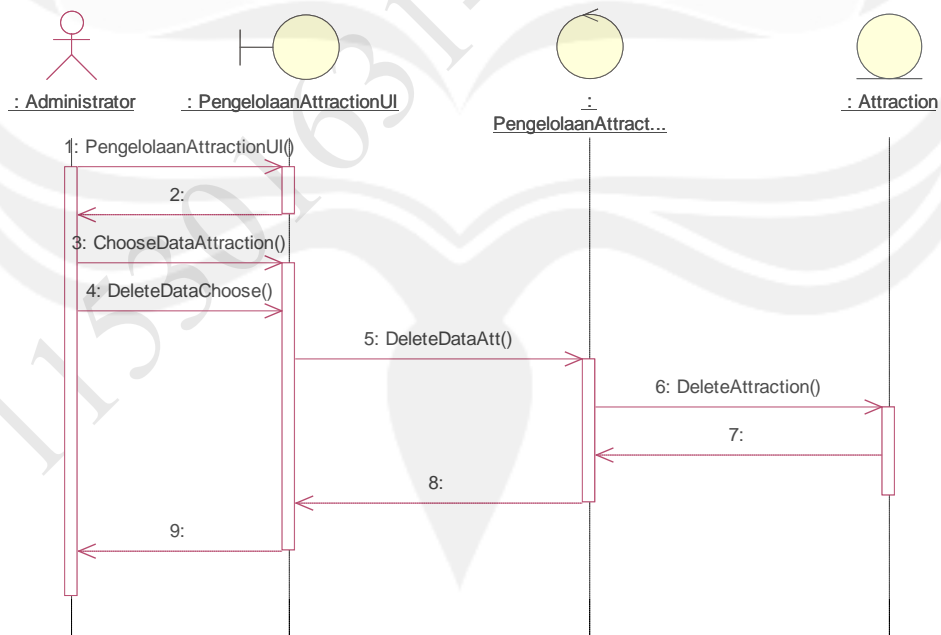 : Administrator
: PengelolaanAttractionUI
:
PengelolaanAttract...
: Attraction
1: PengelolaanAttractionUI()
2:
3: ChooseDataAttraction()
4: DeleteDataChoose()
5: DeleteDataAtt()
6: DeleteAttraction()
7:
8:
9: